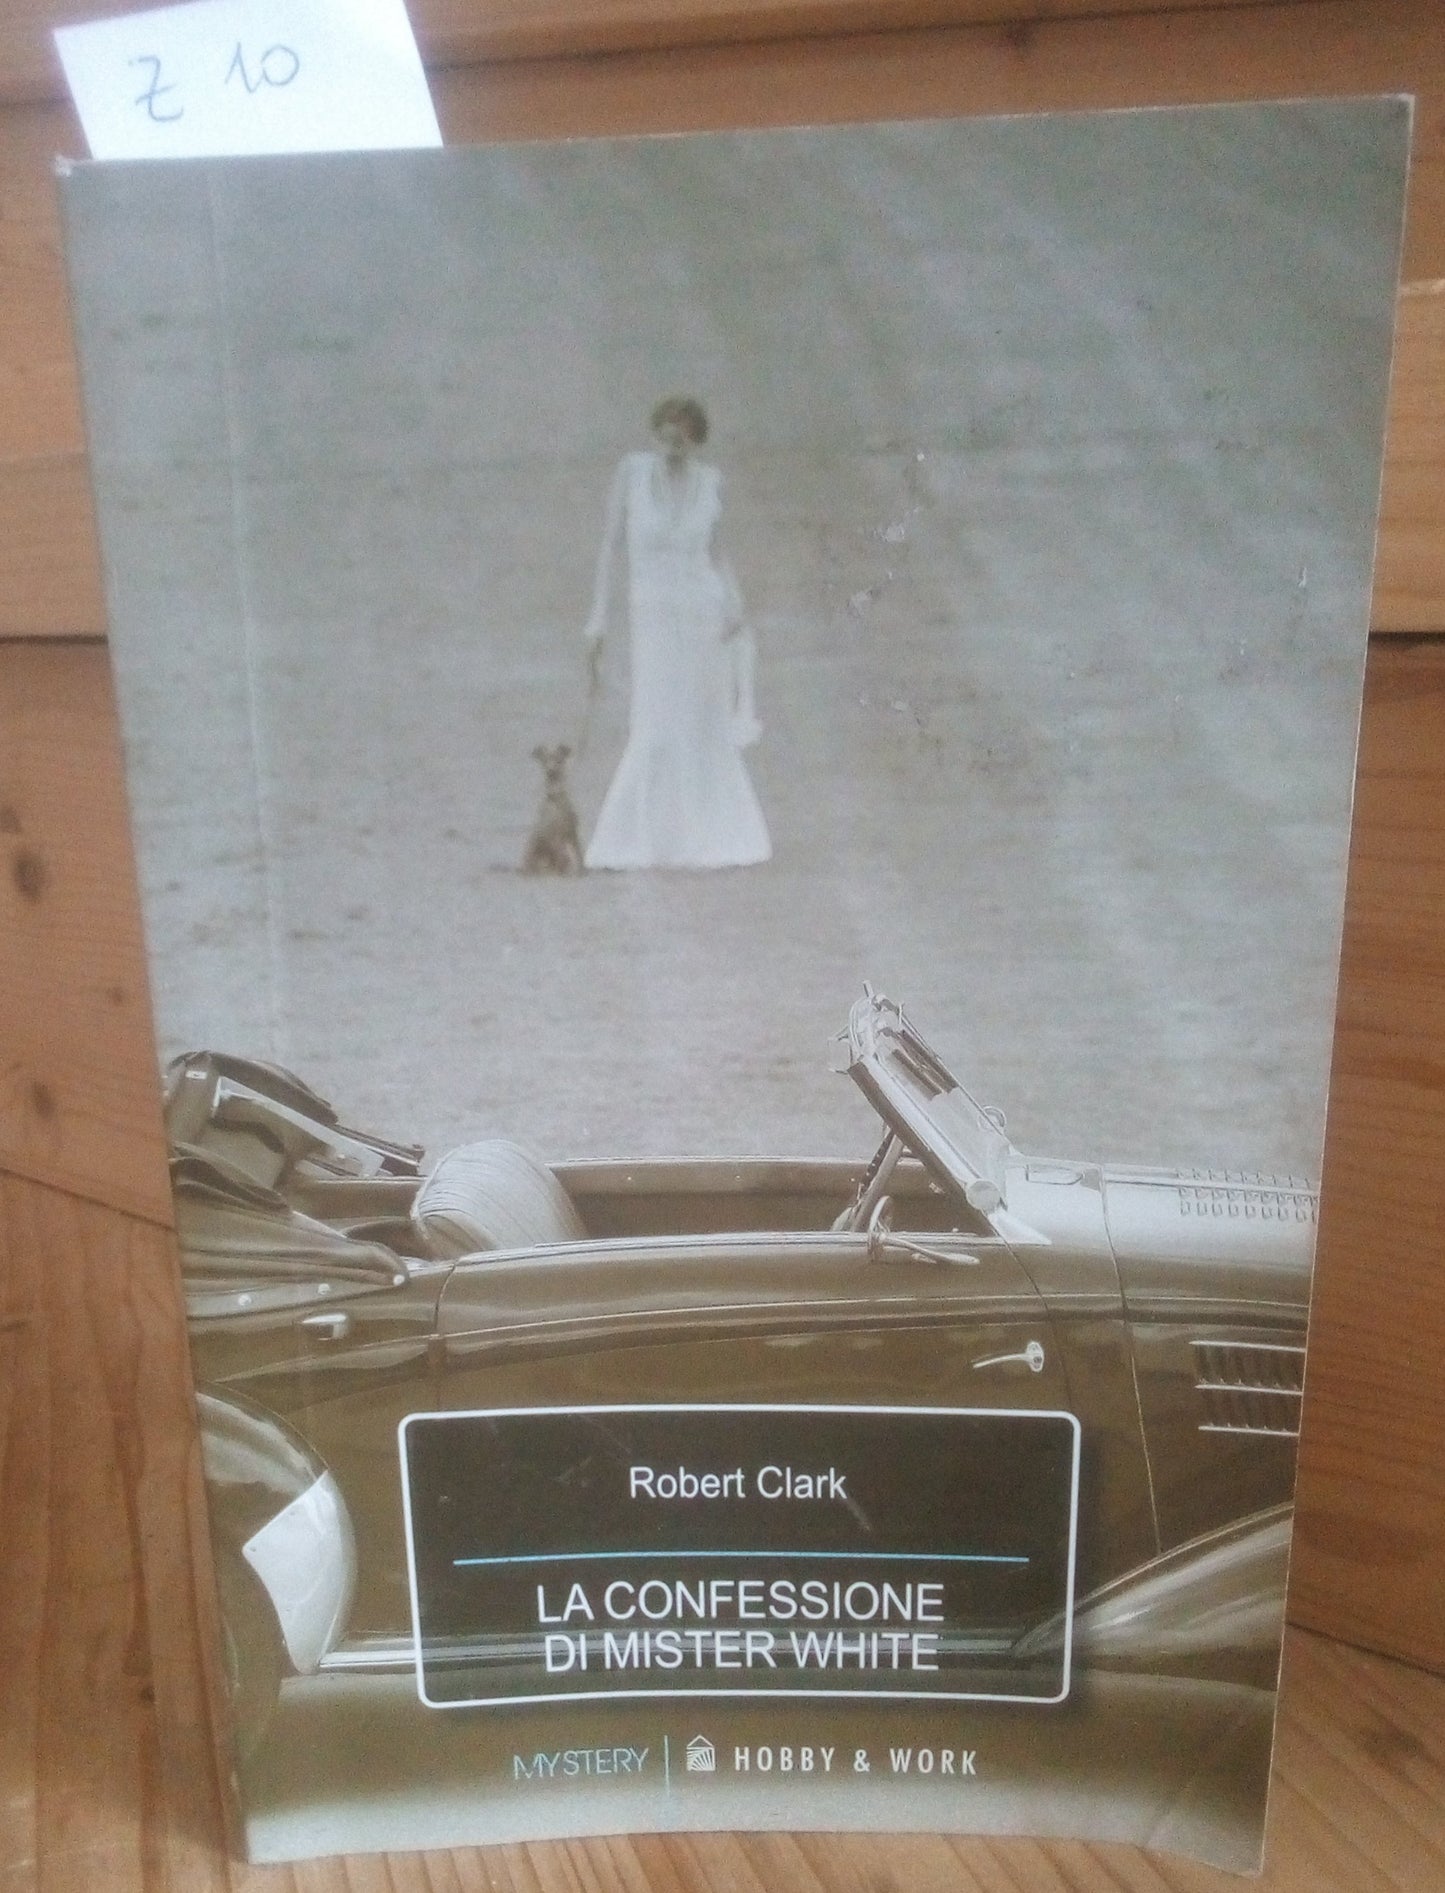 Z 10
Robert Clark
LA CONFESSIONE
DI MISTER WHITE
MYSTERY HOBBY & WORK